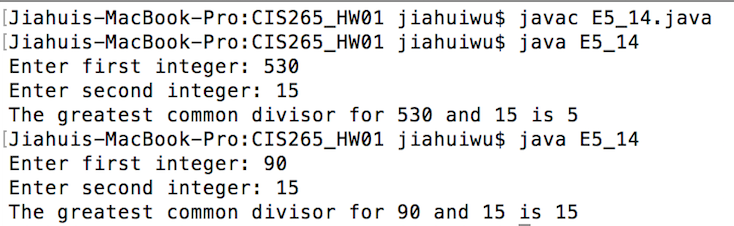 [Jiahuis-MacBook-Pro:CIS265_HW01 jiahuiwu$ javac E5_14.java
[Jiahuis-MacBook-Pro:CIS265_HW01 jiahuiwu$ java E5_14
Enter first integer: 530
Enter second integer: 15
The greatest common divisor for 530 and 15 is 5
[Jiahuis-MacBook-Pro:CIS265_HW01 jiahuiwu$ java E5_14
Enter first integer: 90
Enter second integer: 15
The greatest common divisor for 90 and 15 is 15